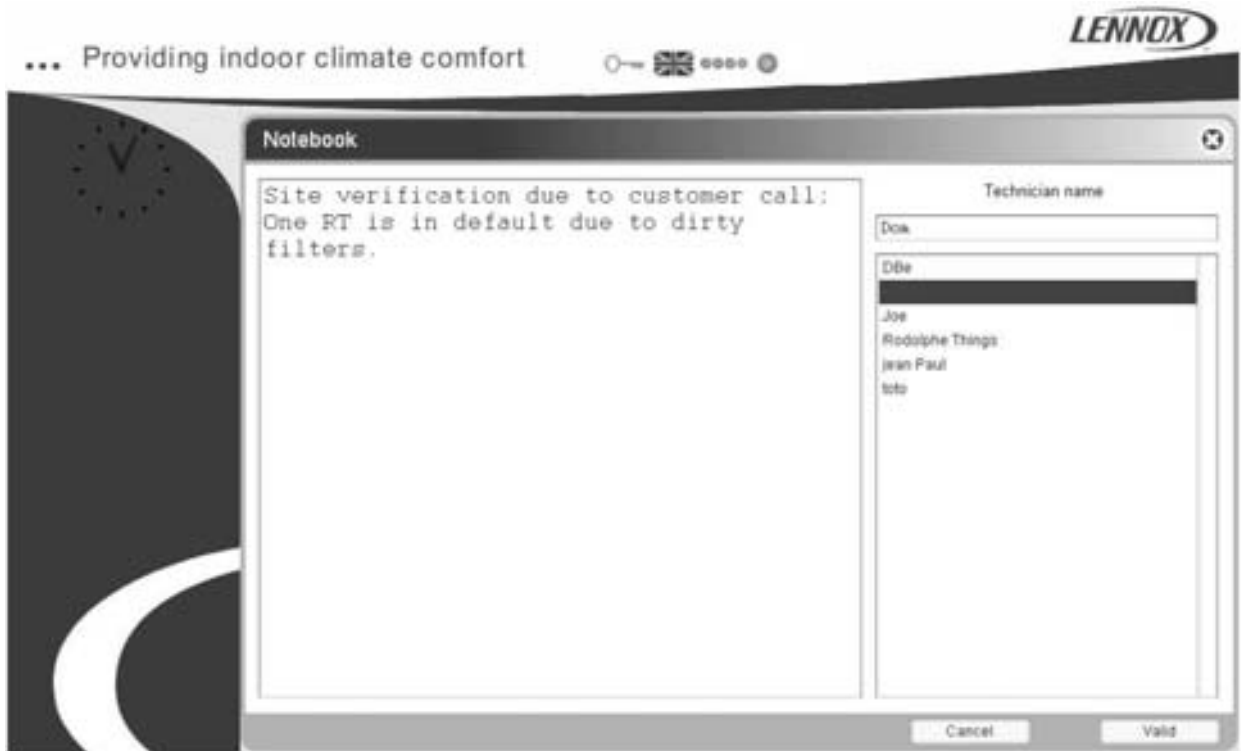 LENNOX
... Providing indoor climate comfort
Notebook
Site verification due to customer call:
One RT is in default due to dirty
filters.
Technician name
DBe
Joe
Rodolphe Things
jean Paul
toto
Cancel
Valid